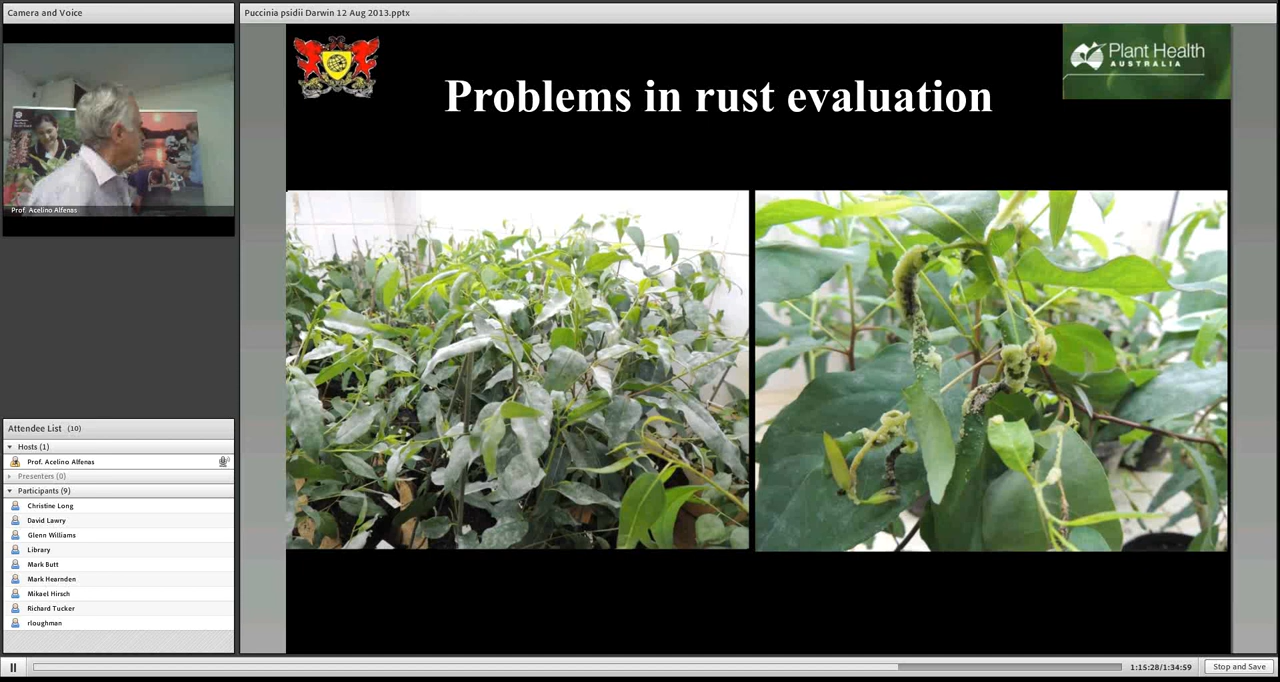 Camera and Voice
Prof. Acelino Alfenas
Attendee List (10)
Hosts (1)
Prof. Acelino Alfenas
Presenters (0)
Participants (9)
Christine Long
David Lawry
Glenn Williams
Library
Mark Butt
Mark Hearnden
Mikael Hirsch
Richard Tucker
rloughman
Puccinia psidii Darwin 12 Aug 2013.pptx
Plant Health
AUSTRALIA
Problems in rust evaluation
1:15:28/1:34:59
Stop and Save